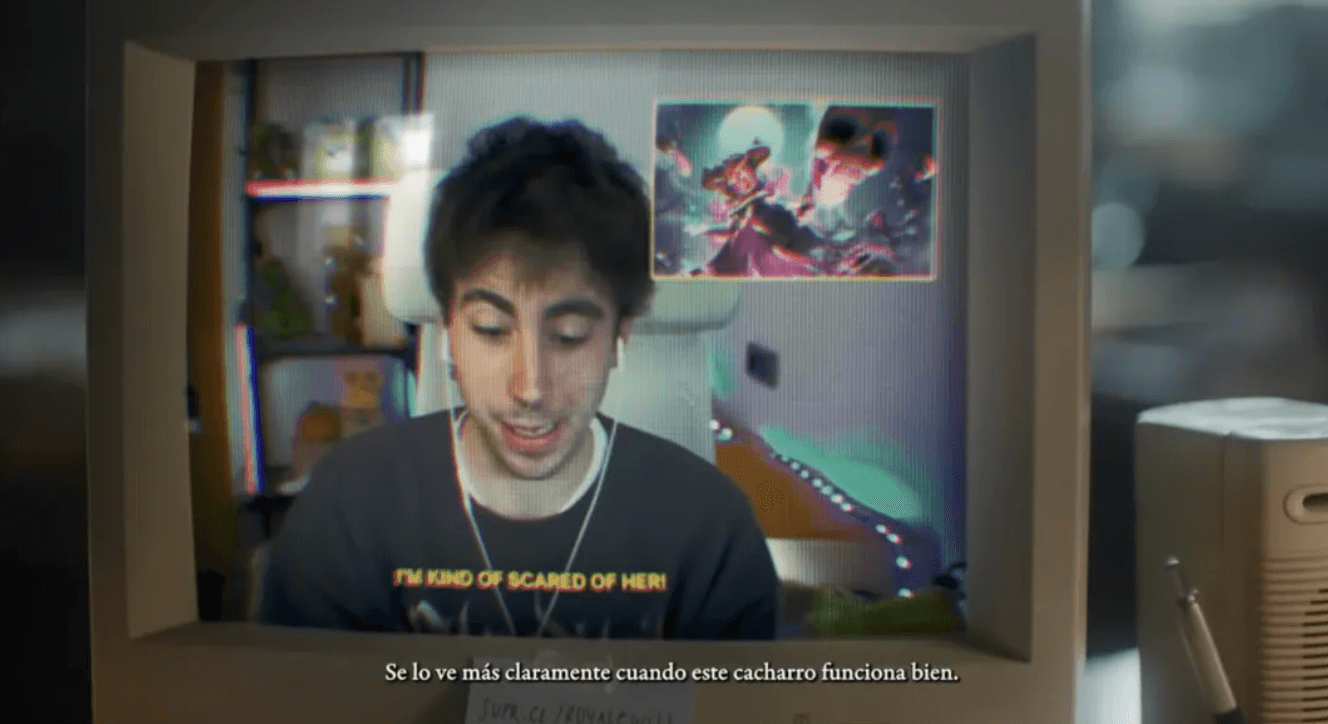 I'M KIND OF SCARED OF HER!
Se lo ve más claramente cuando este cacharro funciona bien.